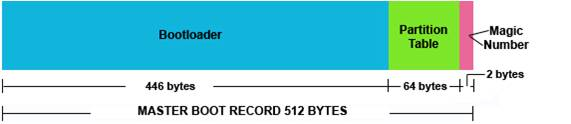 Bootloader
Partition
Table
Magic
Number
446 bytes
64 bytes
2 bytes
MASTER BOOT RECORD 512 BYTES